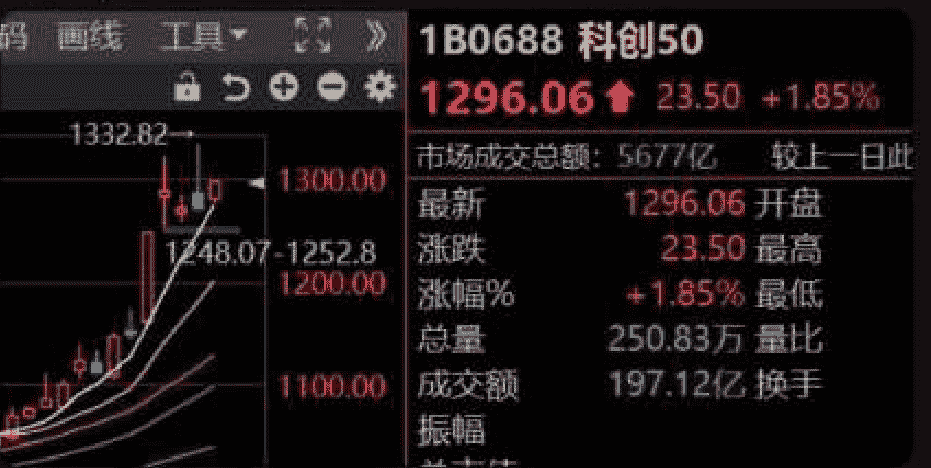 码 画线 工具
1B0688 科创50
1296.06 23.50 +1.85%
市场成交总额: 5677亿 较上一日此
1332.82
1300.00
1248.07-1252.8
1200.00
1100.00
最新 1296.06 开盘
涨跌 23.50 最高
涨幅% +1.85% 最低
总量 250.83万 量比
成交额 197.12亿 换手
振幅